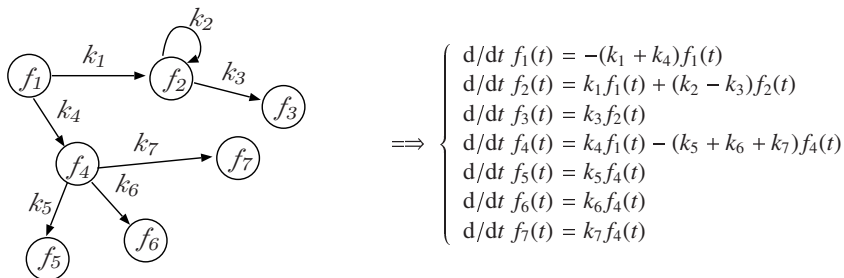 k₂
k₁
f₁
f₂
k₃
f₃
k₄
k₇
f₄
f₇
k₆
k₅
f₆
f₅
⟹
d/dt f₁(t) = −(k₁ + k₄)f₁(t)
d/dt f₂(t) = k₁f₁(t) + (k₂ − k₃)f₂(t)
d/dt f₃(t) = k₃f₂(t)
d/dt f₄(t) = k₄f₁(t) − (k₅ + k₆ + k₇)f₄(t)
d/dt f₅(t) = k₅f₄(t)
d/dt f₆(t) = k₆f₄(t)
d/dt f₇(t) = k₇f₄(t)